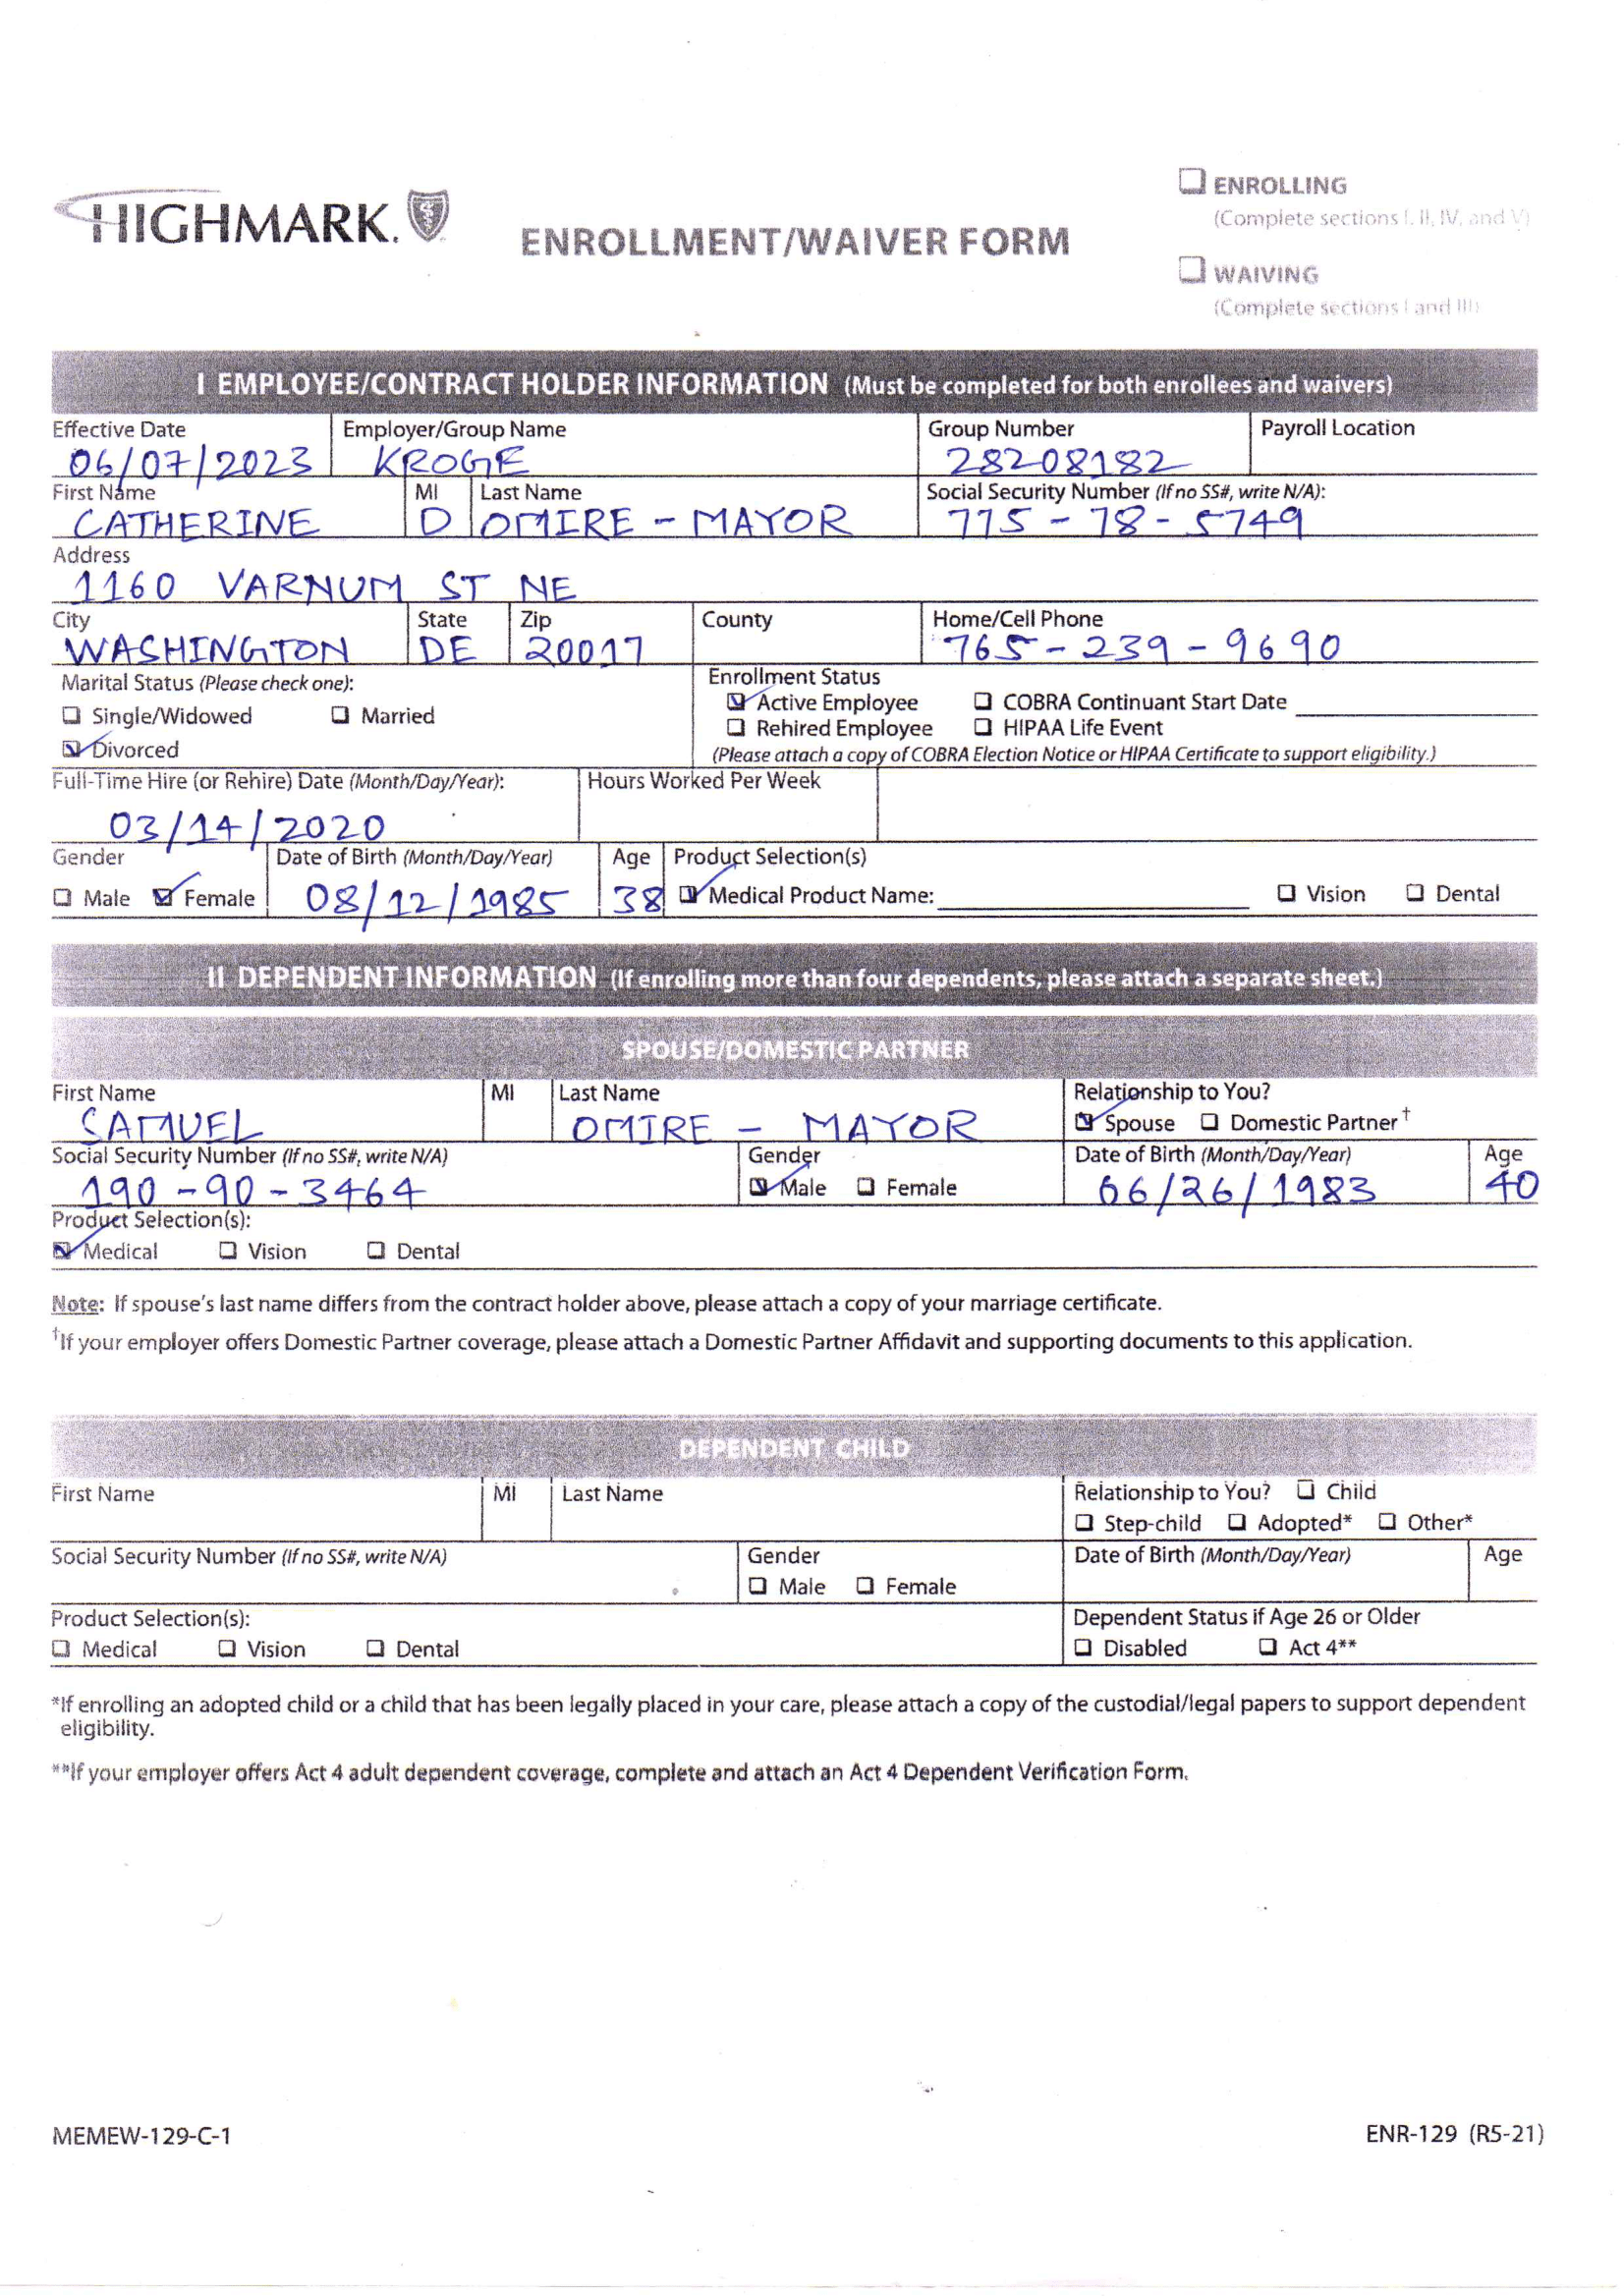 HIGHMARK.
ENROLLMENT/WAIVER FORM
☐ ENROLLING
(Complete sections I, II, IV, and V)
☐ WAIVING
(Complete sections I and III)
I EMPLOYEE/CONTRACT HOLDER INFORMATION (Must be completed for both enrollees and waivers)
Effective Date Employer/Group Name Group Number Payroll Location
06/07/2023 KROGE 28208182
First Name MI Last Name Social Security Number (If no SS#, write N/A):
CATHERINE D OMIRE - MAYOR 775 - 78 - 5749
Address
1160 VARNUM ST NE
City State Zip County Home/Cell Phone
WASHINGTON DE 20017 765 - 239 - 9690
Marital Status (Please check one): Enrollment Status
☐ Single/Widowed ☐ Married ☑ Active Employee ☐ COBRA Continuant Start Date
☑ Divorced ☐ Rehired Employee ☐ HIPAA Life Event
(Please attach a copy of COBRA Election Notice or HIPAA Certificate to support eligibility.)
Full-Time Hire (or Rehire) Date (Month/Day/Year): Hours Worked Per Week
03/14/2020
Gender Date of Birth (Month/Day/Year) Age Product Selection(s)
☐ Male ☑ Female 08/12/1985 38 ☑ Medical Product Name: ☐ Vision ☐ Dental
II DEPENDENT INFORMATION (If enrolling more than four dependents, please attach a separate sheet.)
SPOUSE/DOMESTIC PARTNER
First Name MI Last Name Relationship to You?
SAMUEL OMIRE - MAYOR ☑ Spouse ☐ Domestic Partner†
Social Security Number (If no SS#, write N/A) Gender Date of Birth (Month/Day/Year) Age
190 - 90 - 3464 ☑ Male ☐ Female 06/26/1983 40
Product Selection(s):
☑ Medical ☐ Vision ☐ Dental
Note: If spouse's last name differs from the contract holder above, please attach a copy of your marriage certificate.
†If your employer offers Domestic Partner coverage, please attach a Domestic Partner Affidavit and supporting documents to this application.
DEPENDENT CHILD
First Name MI Last Name Relationship to You? ☐ Child
☐ Step-child ☐ Adopted* ☐ Other*
Social Security Number (If no SS#, write N/A) Gender Date of Birth (Month/Day/Year) Age
☐ Male ☐ Female
Product Selection(s): Dependent Status if Age 26 or Older
☐ Medical ☐ Vision ☐ Dental ☐ Disabled ☐ Act 4**
*If enrolling an adopted child or a child that has been legally placed in your care, please attach a copy of the custodial/legal papers to support dependent
eligibility.
**If your employer offers Act 4 adult dependent coverage, complete and attach an Act 4 Dependent Verification Form.
MEMEW-129-C-1 ENR-129 (R5-21)